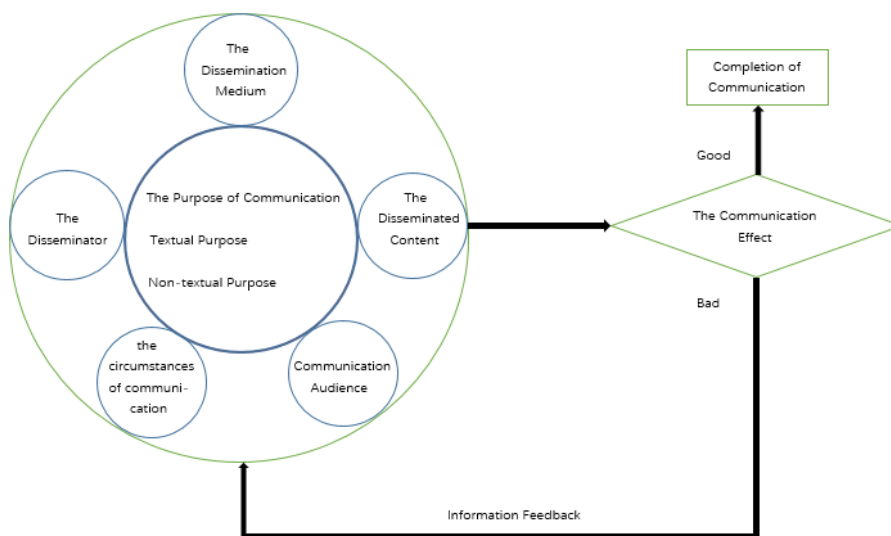 The
Dissemination
Medium
The
Disseminator
The Purpose of Communication
Textual Purpose
Non-textual Purpose
The
Disseminated
Content
the
circumstances
of communi-
cation
Communication
Audience
Completion of
Communication
Good
The Communication
Effect
Bad
Information Feedback